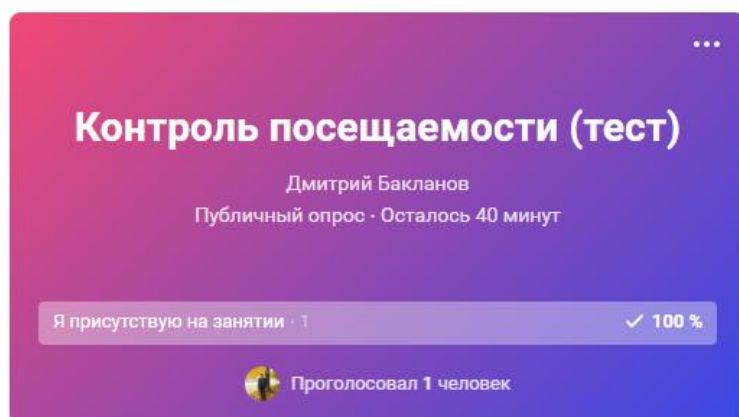 Контроль посещаемости (тест)
Дмитрий Бакланов
Публичный опрос · Осталось 40 минут
Я присутствую на занятии · 1 100 %
Проголосовал 1 человек